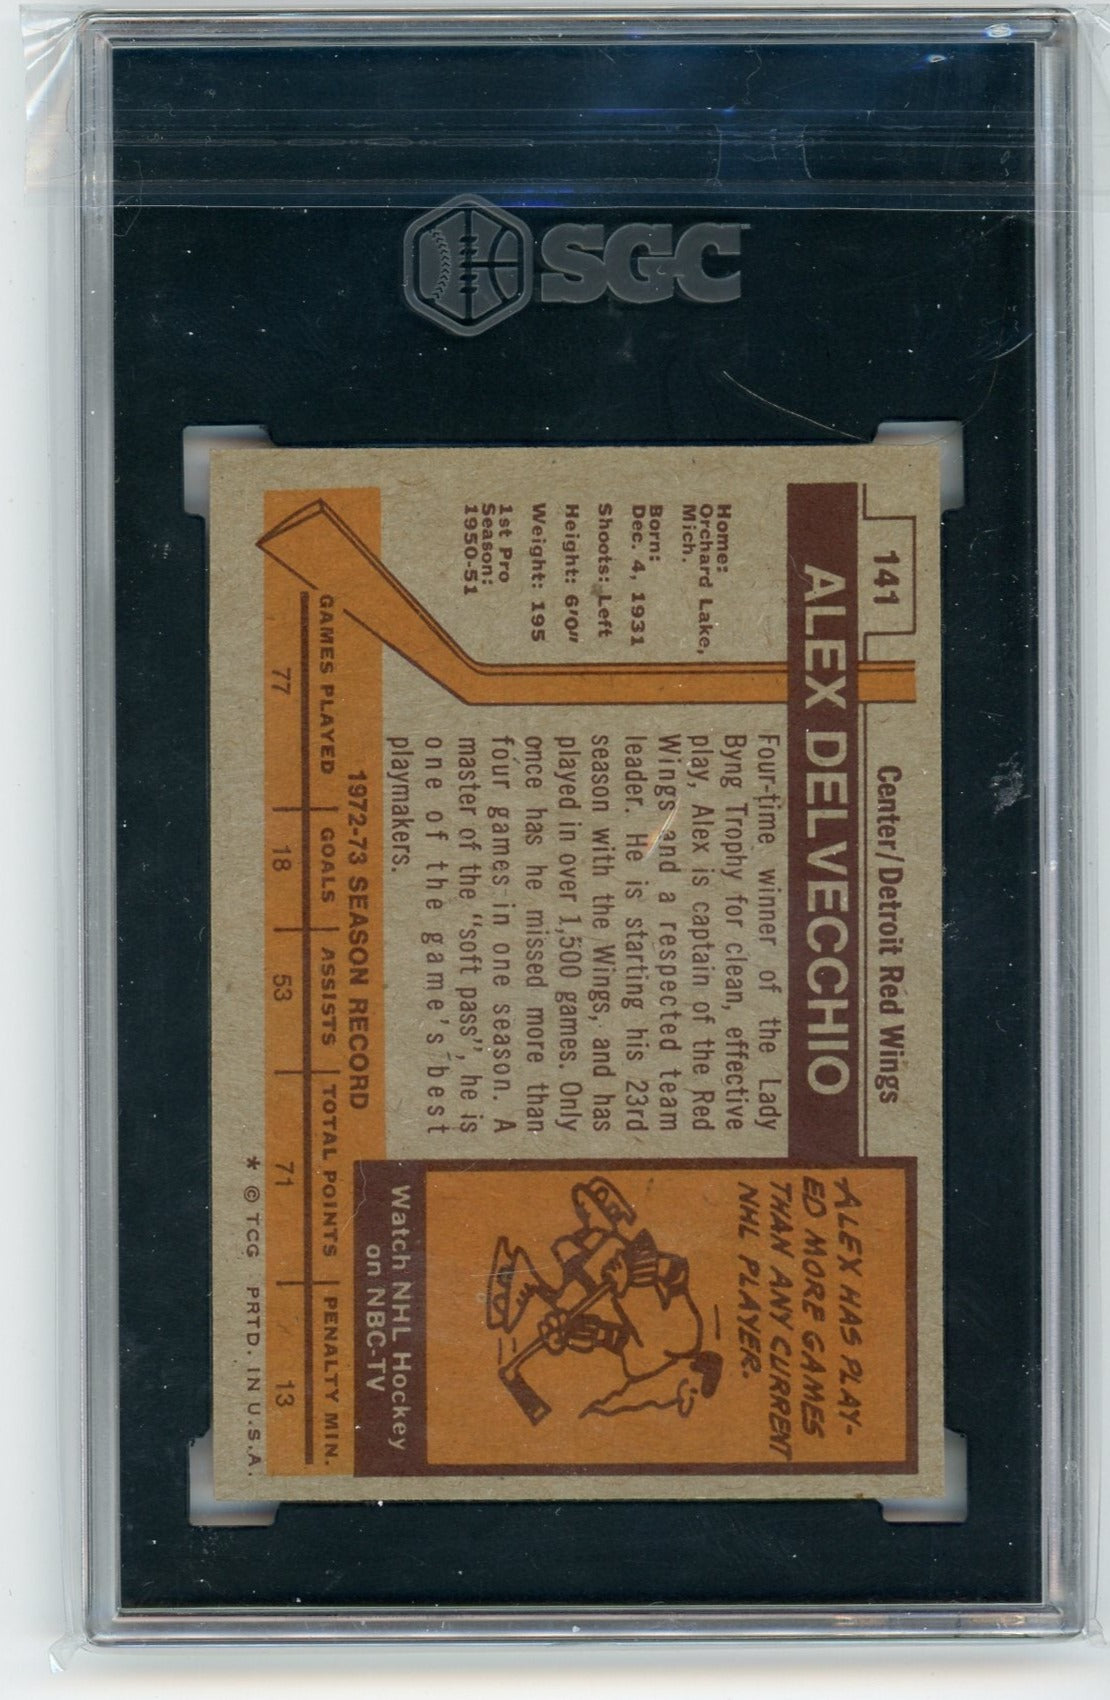 SGC
141
Center/Detroit Red Wings
ALEX DELVECCHIO
Home:
Orchard Lake,
Mich.
Born:
Dec. 4, 1931
Shoots: Left
Height: 6'0"
Weight: 195
1st Pro
Season:
1950-51
Four-time winner of the Lady
Byng Trophy for clean, effective
play, Alex is captain of the Red
Wings and a respected team
leader. He is starting his 23rd
season with the Wings, and has
played in over 1,500 games. Only
once has he missed more than
four games in one season. A
master of the "soft pass", he is
one of the game's best
playmakers.
ALEX HAS PLAY-
ED MORE GAMES
THAN ANY CURRENT
NHL PLAYER.
Watch NHL Hockey
on NBC-TV
1972-73 SEASON RECORD
GAMES PLAYED | GOALS | ASSISTS | TOTAL POINTS | PENALTY MIN.
77 | 18 | 53 | 71 | 13
* © TCG PRTD. IN U.S.A.